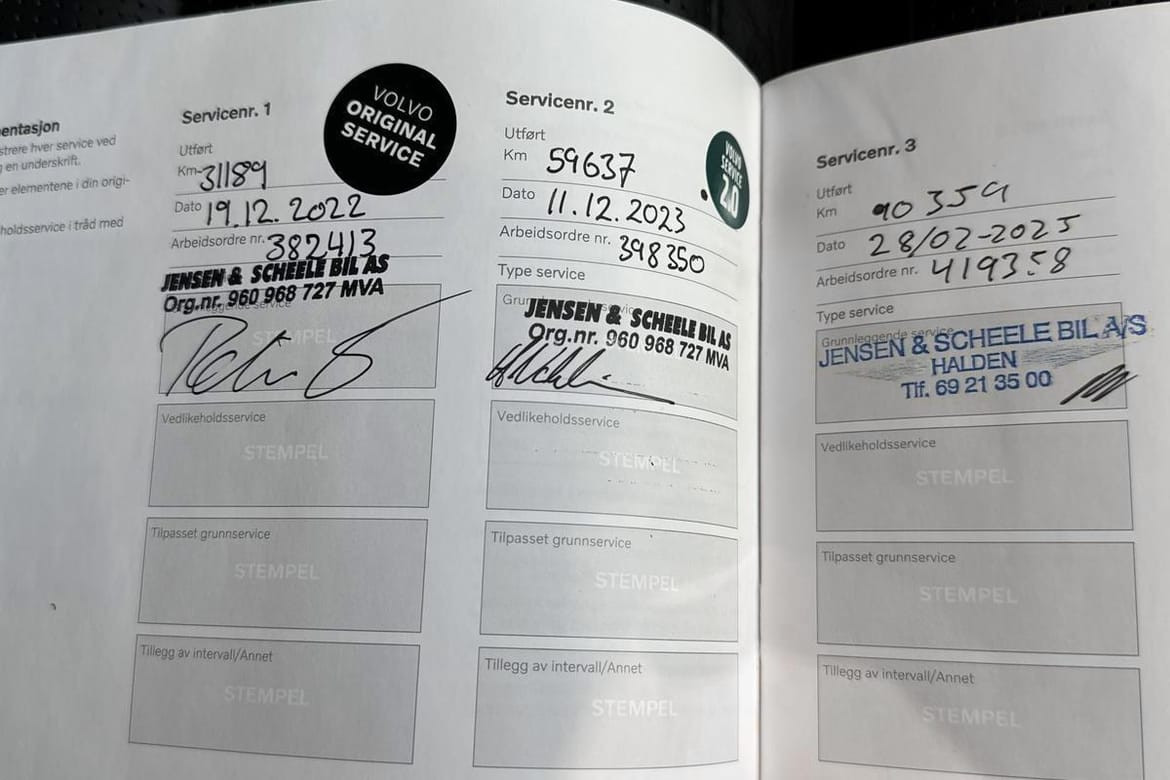 entasjon
strere hver service ved
g en underskrift.
er elementene i din origi-
holdsservice i tråd med
Servicenr. 1
VOLVO
ORIGINAL
SERVICE
Utført
Km 31189
Dato 19.12.2022
Arbeidsordre nr. 382413
JENSEN & SCHEELE BIL AS
Org.nr. 960 968 727 MVA
STEMPEL
Vedlikeholdsservice
STEMPEL
Tilpasset grunnservice
STEMPEL
Tillegg av intervall/Annet
STEMPEL
Servicenr. 2
VOLVO
SERVICE
2.0
Utført
Km 59637
Dato 11.12.2023
Arbeidsordre nr. 398350
Type service
JENSEN & SCHEELE BIL AS
Org.nr. 960 968 727 MVA
Vedlikeholdsservice
STEMPEL
Tilpasset grunnservice
STEMPEL
Tillegg av intervall/Annet
STEMPEL
Servicenr. 3
Utført
Km 90359
Dato 28/02-2025
Arbeidsordre nr. 419358
Type service
Grunnleggende service
JENSEN & SCHEELE BIL A/S
HALDEN
Tlf. 69 21 35 00
Vedlikeholdsservice
STEMPEL
Tilpasset grunnservice
STEMPEL
Tillegg av intervall/Annet
STEMPEL